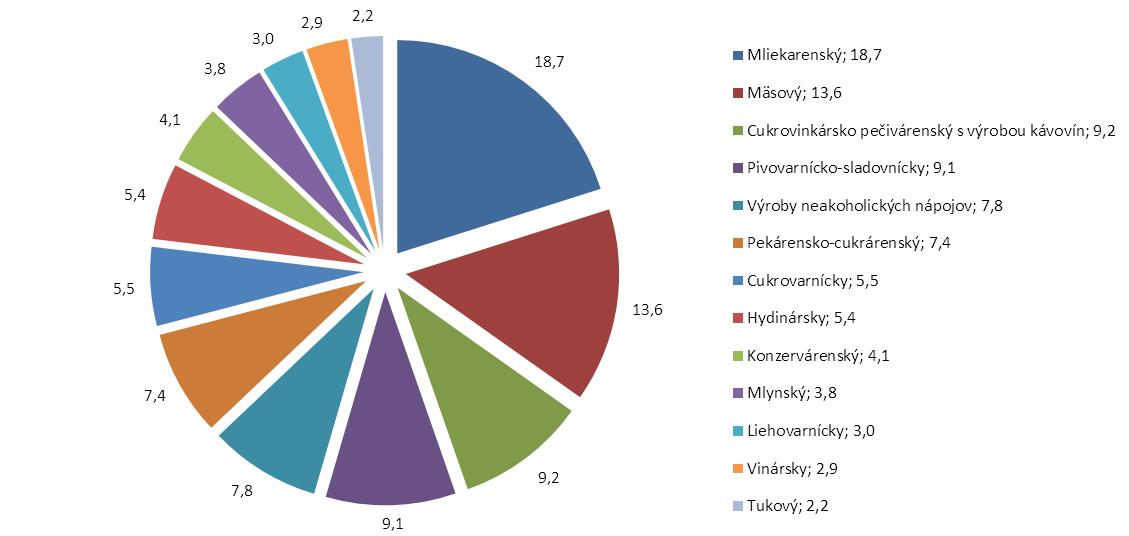 2,2
2,9
3,0
18,7
3,8
4,1
5,4
5,5
13,6
7,4
9,2
7,8
9,1
Mliekarenský; 18,7
Mäsový; 13,6
Cukrovinkársko pečivárenský s výrobou kávovín; 9,2
Pivovarnícko-sladovnícky; 9,1
Výroby neakoholických nápojov; 7,8
Pekárensko-cukrárenský; 7,4
Cukrovarnícky; 5,5
Hydinársky; 5,4
Konzervárenský; 4,1
Mlynský; 3,8
Liehovarnícky; 3,0
Vinársky; 2,9
Tukový; 2,2